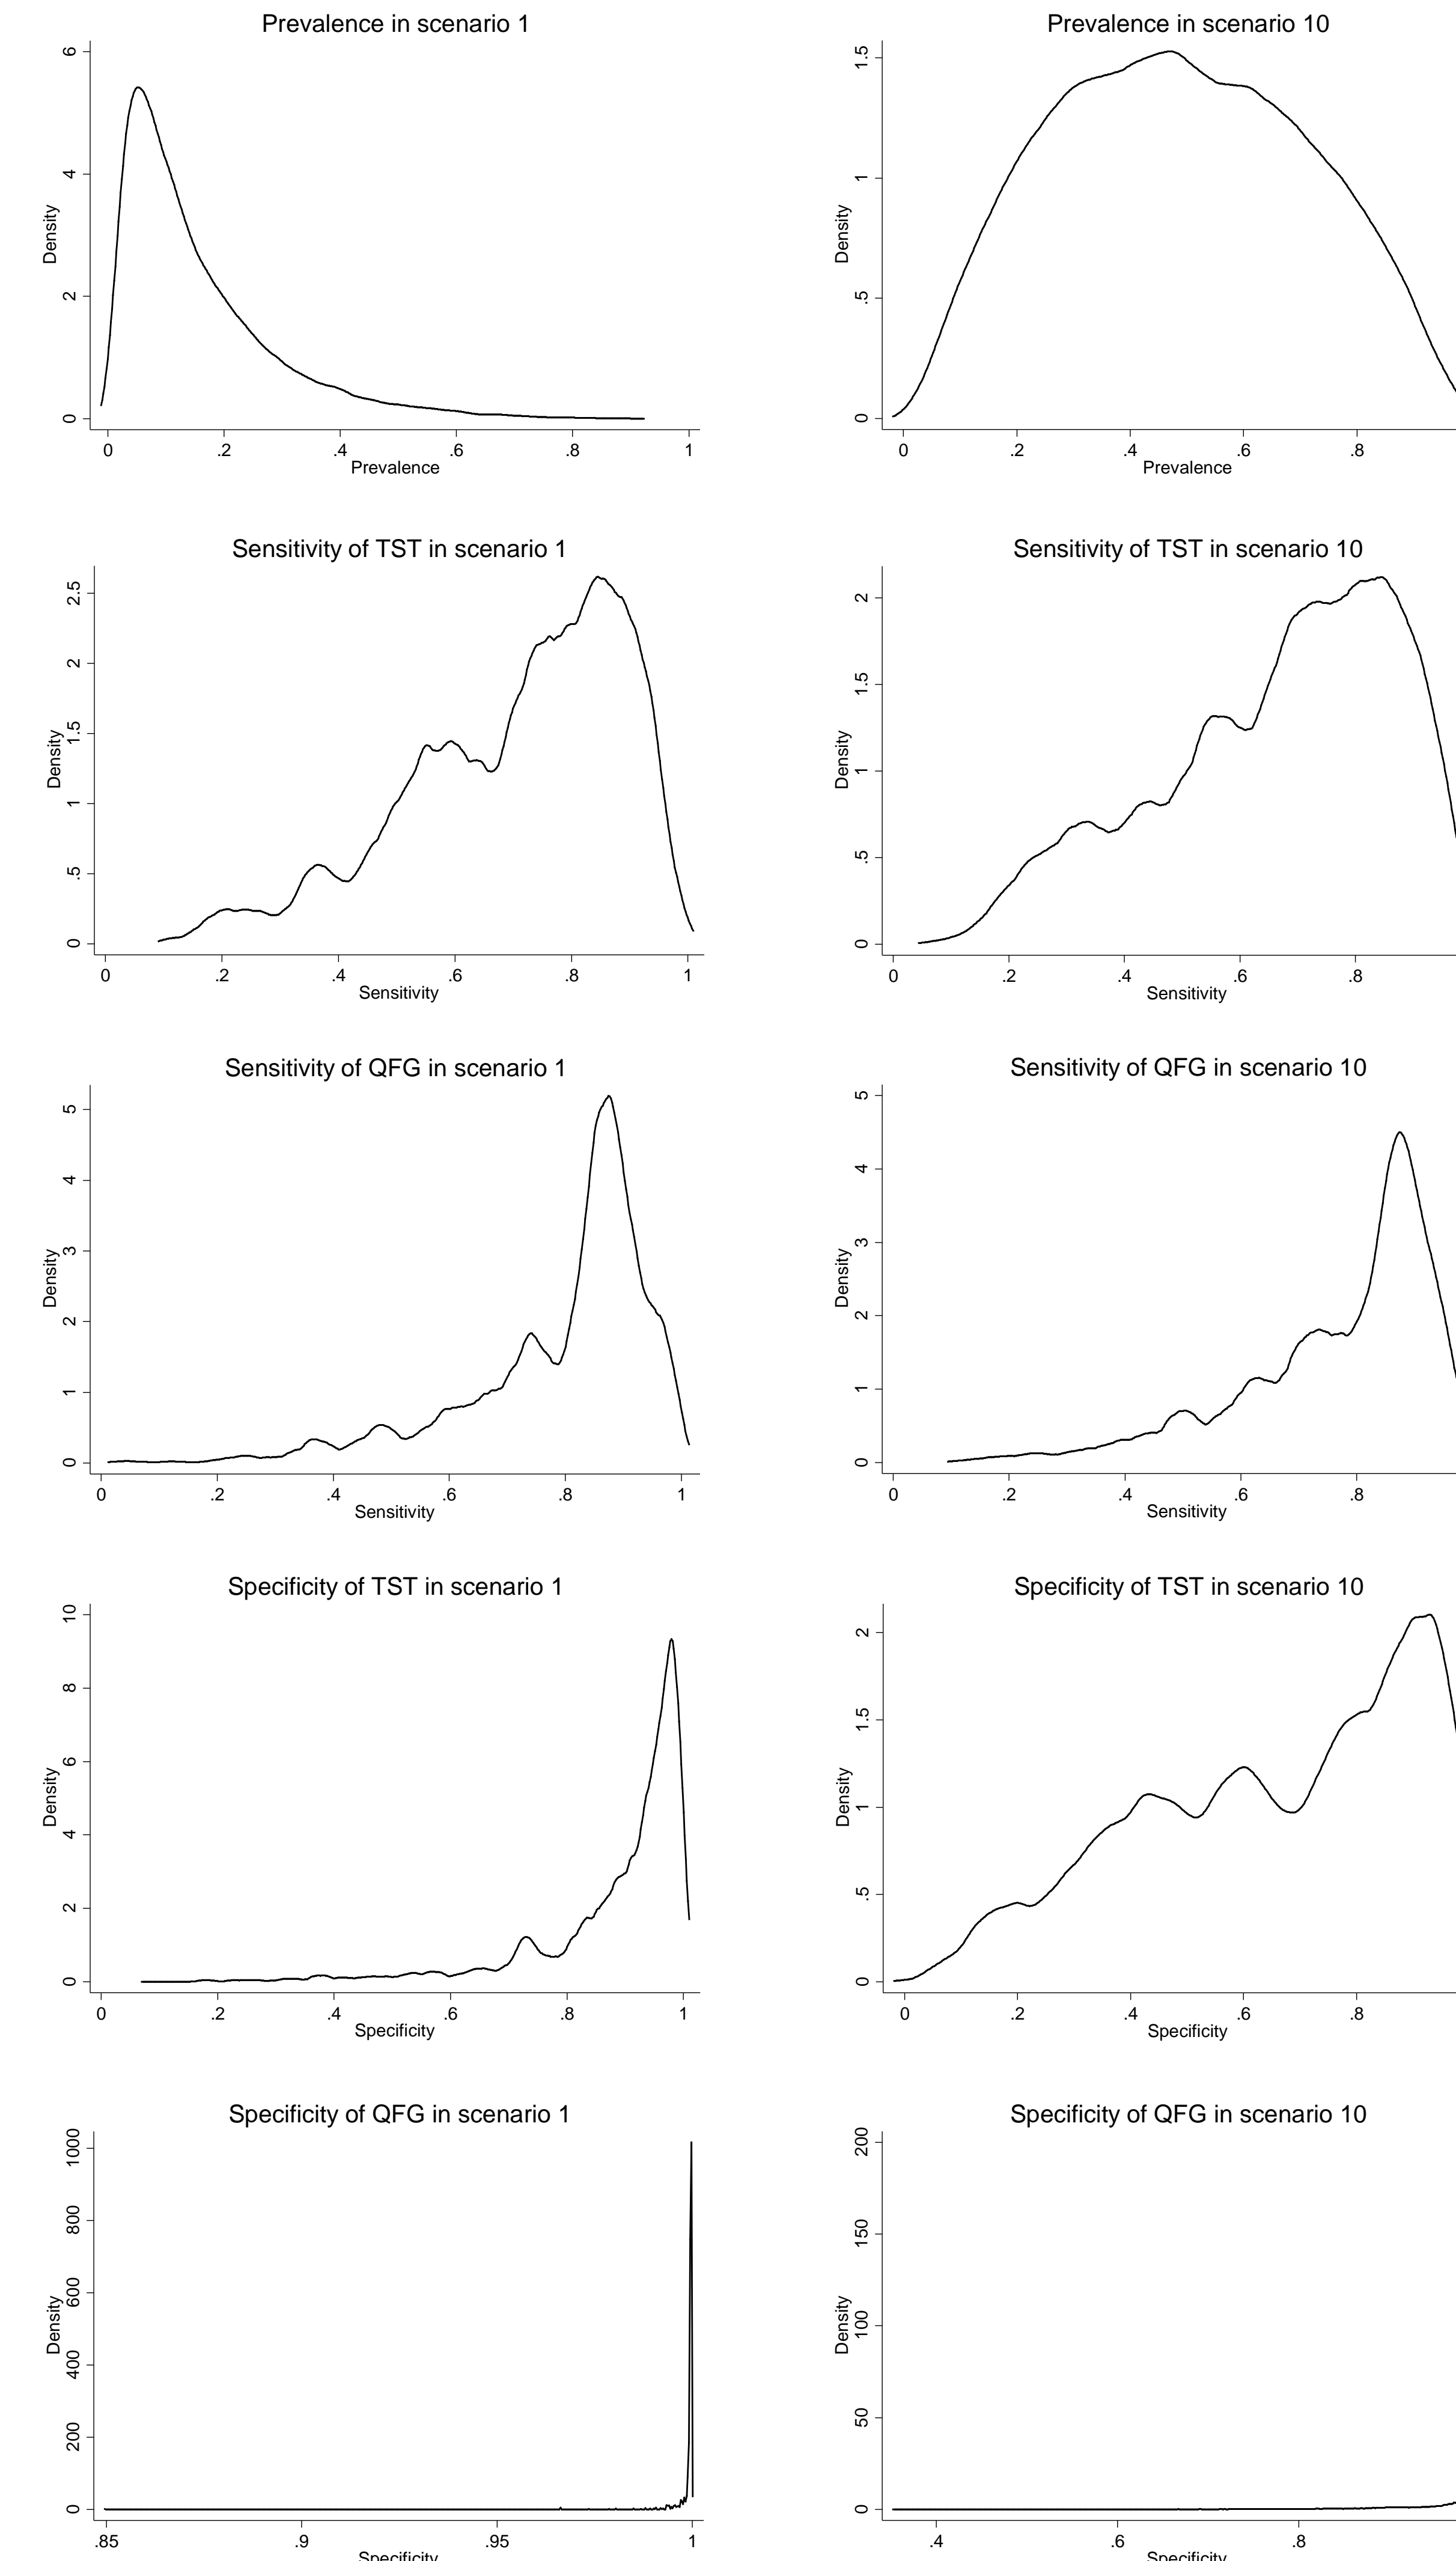 Prevalence in scenario 1
Density
6
4
2
0
0 .2 .4 .6 .8 1
Prevalence
Prevalence in scenario 10
Density
1.5
1
.5
0
0 .2 .4 .6 .8
Prevalence
Sensitivity of TST in scenario 1
Density
2.5
2
1.5
1
.5
0
0 .2 .4 .6 .8 1
Sensitivity
Sensitivity of TST in scenario 10
Density
2
1.5
1
.5
0
0 .2 .4 .6 .8
Sensitivity
Sensitivity of QFG in scenario 1
Density
5
4
3
2
1
0
0 .2 .4 .6 .8 1
Sensitivity
Sensitivity of QFG in scenario 10
Density
5
4
3
2
1
0
0 .2 .4 .6 .8
Sensitivity
Specificity of TST in scenario 1
Density
10
8
6
4
2
0
0 .2 .4 .6 .8 1
Specificity
Specificity of TST in scenario 10
Density
2
1.5
1
.5
0
0 .2 .4 .6 .8
Specificity
Specificity of QFG in scenario 1
Density
1000
800
600
400
200
0
.85 .9 .95 1
Specificity
Specificity of QFG in scenario 10
Density
200
150
100
50
0
.4 .6 .8
Specificity